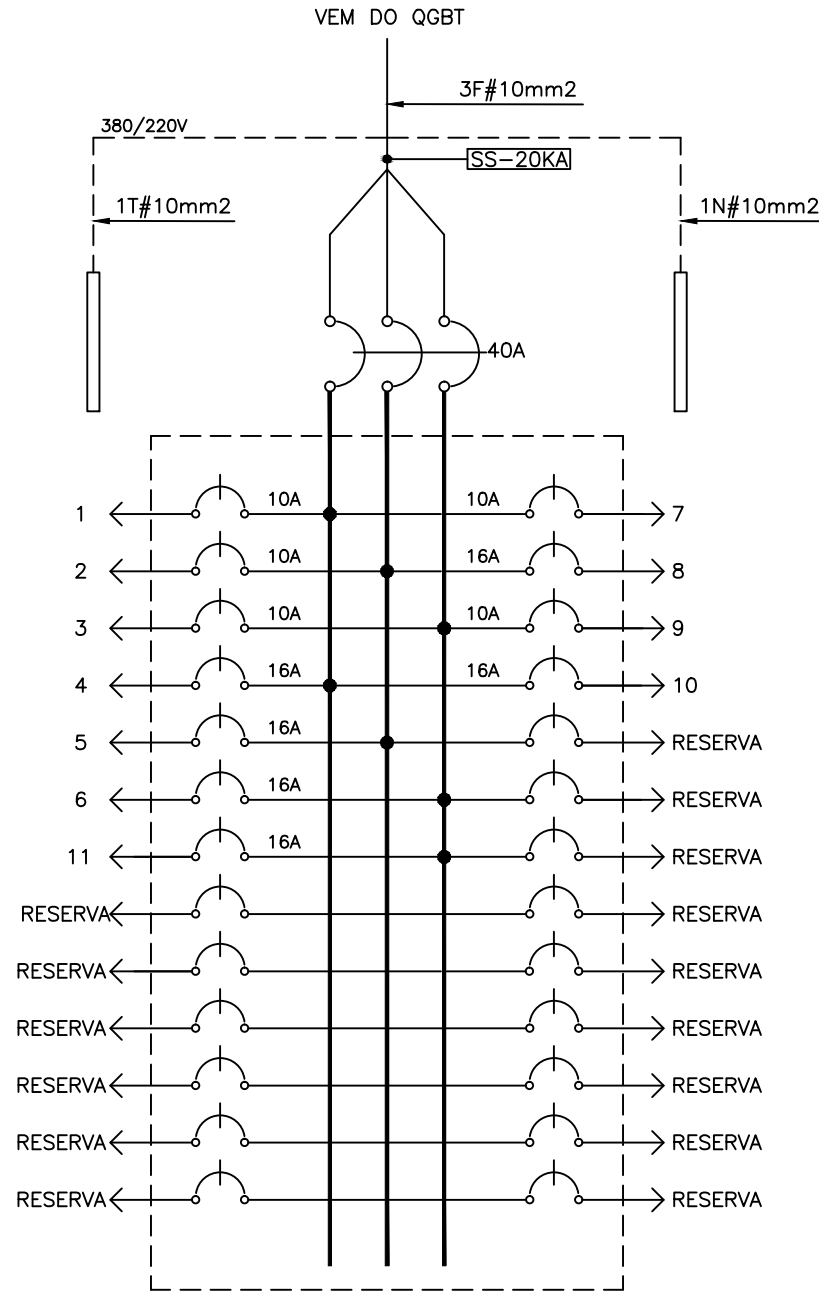 VEM DO QGBT
3F#10mm2
380/220V
SS-20KA
1T#10mm2
1N#10mm2
40A
1 10A 10A 7
2 10A 16A 8
3 10A 10A 9
4 16A 16A 10
5 16A RESERVA
6 16A RESERVA
11 16A RESERVA
RESERVA RESERVA
RESERVA RESERVA
RESERVA RESERVA
RESERVA RESERVA
RESERVA RESERVA
RESERVA RESERVA